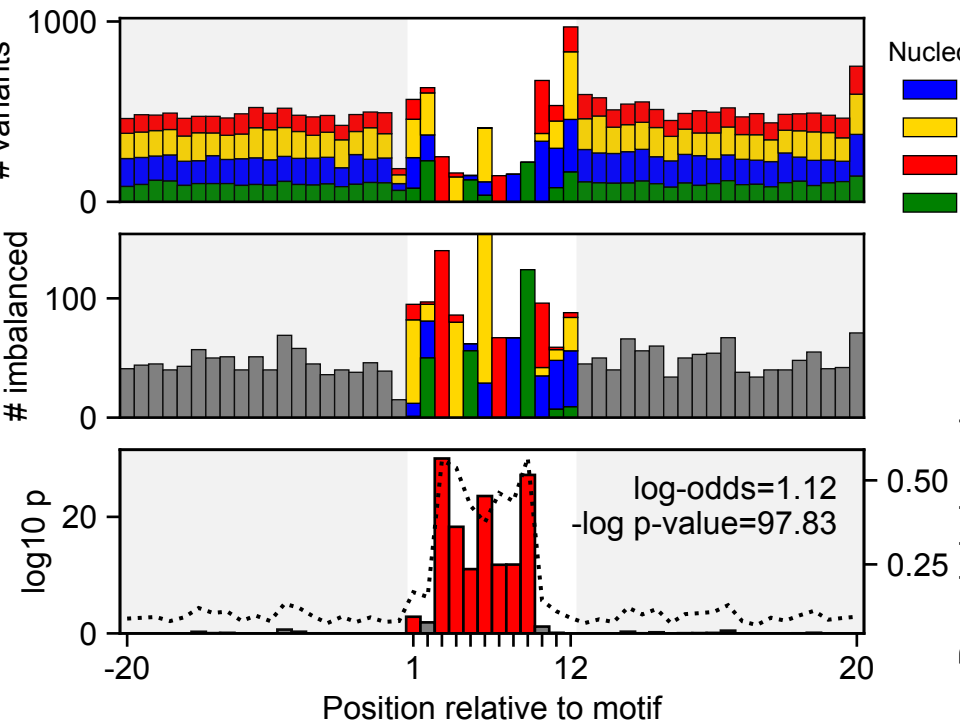 1000
0
# variants
Nucleo
100
0
# imbalanced
20
0
log10 p
log-odds=1.12
-log p-value=97.83
0.50
0.25
-20
1
12
20
Position relative to motif